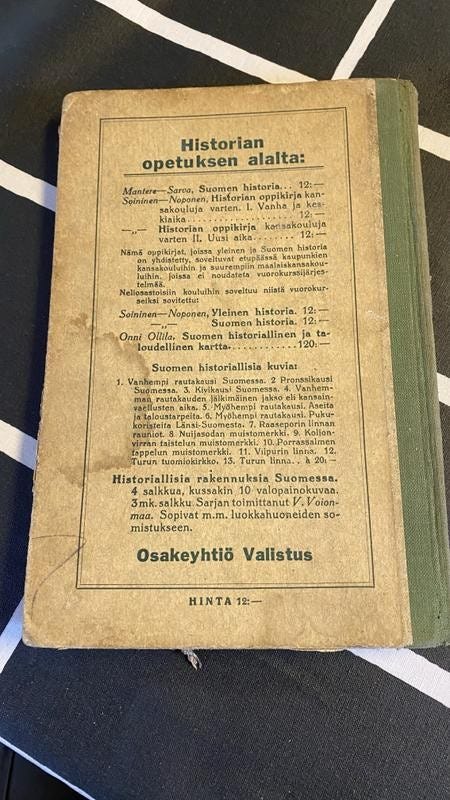 Historian
opetuksen alalta:
Mantere—Sarva, Suomen historia... 12:—
Soininen—Noponen, Historian oppikirja kan-
sakouluja varten. I. Vanha ja kes-
kiaika .................... 12:—
—„— Historian oppikirja kansakouluja
varten II. Uusi aika........ 12:—
Nämä oppikirjat, joissa yleinen ja Suomen historia
on yhdistetty, soveltuvat etupäässä kaupunkien
kansakouluihin ja suurempiin maalaiskansakou-
luihin, joissa ei noudateta vuorokurssijärjes-
telmää.
Neliosastoisiin kouluihin soveltuu niistä vuorokur-
seiksi sovitettu:
Soininen—Noponen, Yleinen historia. 12:—
—„— Suomen historia. 12:—
Onni Ollila, Suomen historiallinen ja ta-
loudellinen kartta............120:—
Suomen historiallisia kuvia:
1. Vanhempi rautakausi Suomessa. 2 Pronssikausi
Suomessa. 3. Kivikausi Suomessa. 4. Vanhem-
man rautakauden jälkimäinen jakso eli kansain-
vaellusten aika. 5. Myöhempi rautakausi. Aseita
ja taloustarpeita. 6. Myöhempi rautakausi. Puku-
koristeita Länsi-Suomesta. 7. Raaseporin linnan
rauniot. 8 Nuijasodan muistomerkki. 9. Koljon-
virran taistelun muistomerkki. 10. Porrassalmen
tappelun muistomerkki. 11. Viipurin linna. 12.
Turun tuomiokirkko. 13. Turun linna.. à 20:—
Historiallisia rakennuksia Suomessa.
4 salkkua, kussakin 10 valopainokuvaa.
3 mk. salkku. Sarjan toimittanut V. Voion-
maa. Sopivat m.m. luokkahuoneiden so-
mistukseen.
Osakeyhtiö Valistus
HINTA 12:—